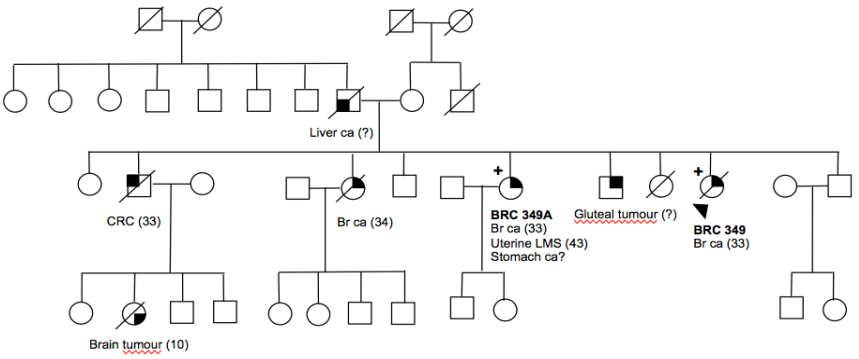 Liver ca (?)
+
+
CRC (33)
Br ca (34)
BRC 349A
Br ca (33)
Uterine LMS (43)
Stomach ca?
Gluteal tumour (?)
BRC 349
Br ca (33)
Brain tumour (10)